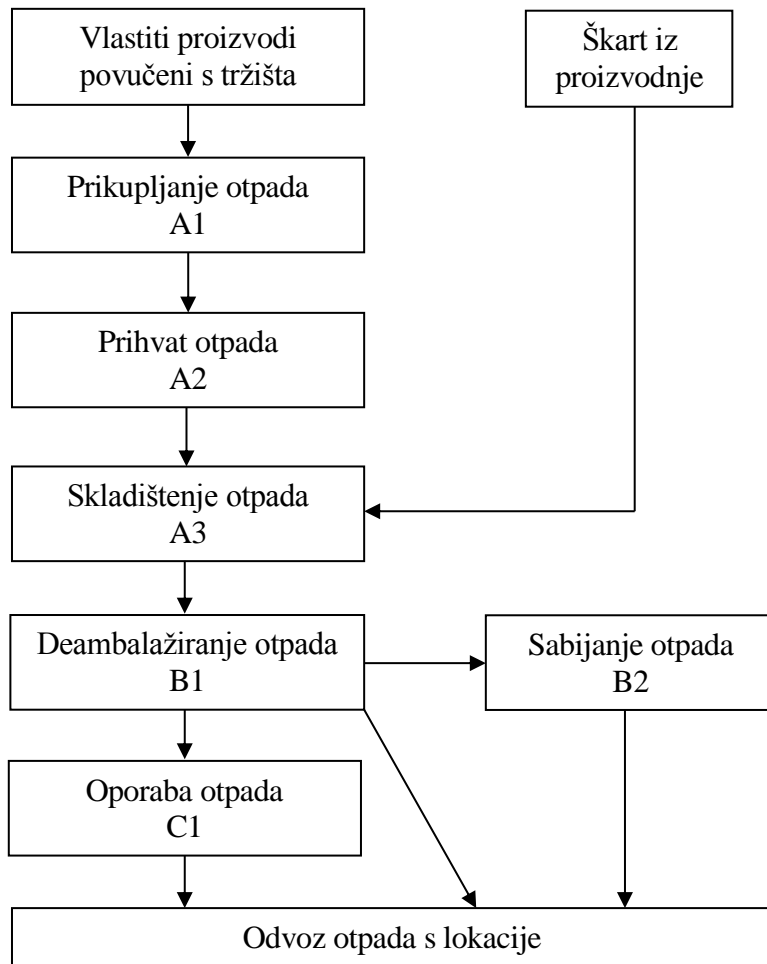 Vlastiti proizvodi
povučeni s tržišta
Škart iz
proizvodnje
Prikupljanje otpada
A1
Prihvat otpada
A2
Skladištenje otpada
A3
Deambalažiranje otpada
B1
Sabijanje otpada
B2
Oporaba otpada
C1
Odvoz otpada s lokacije